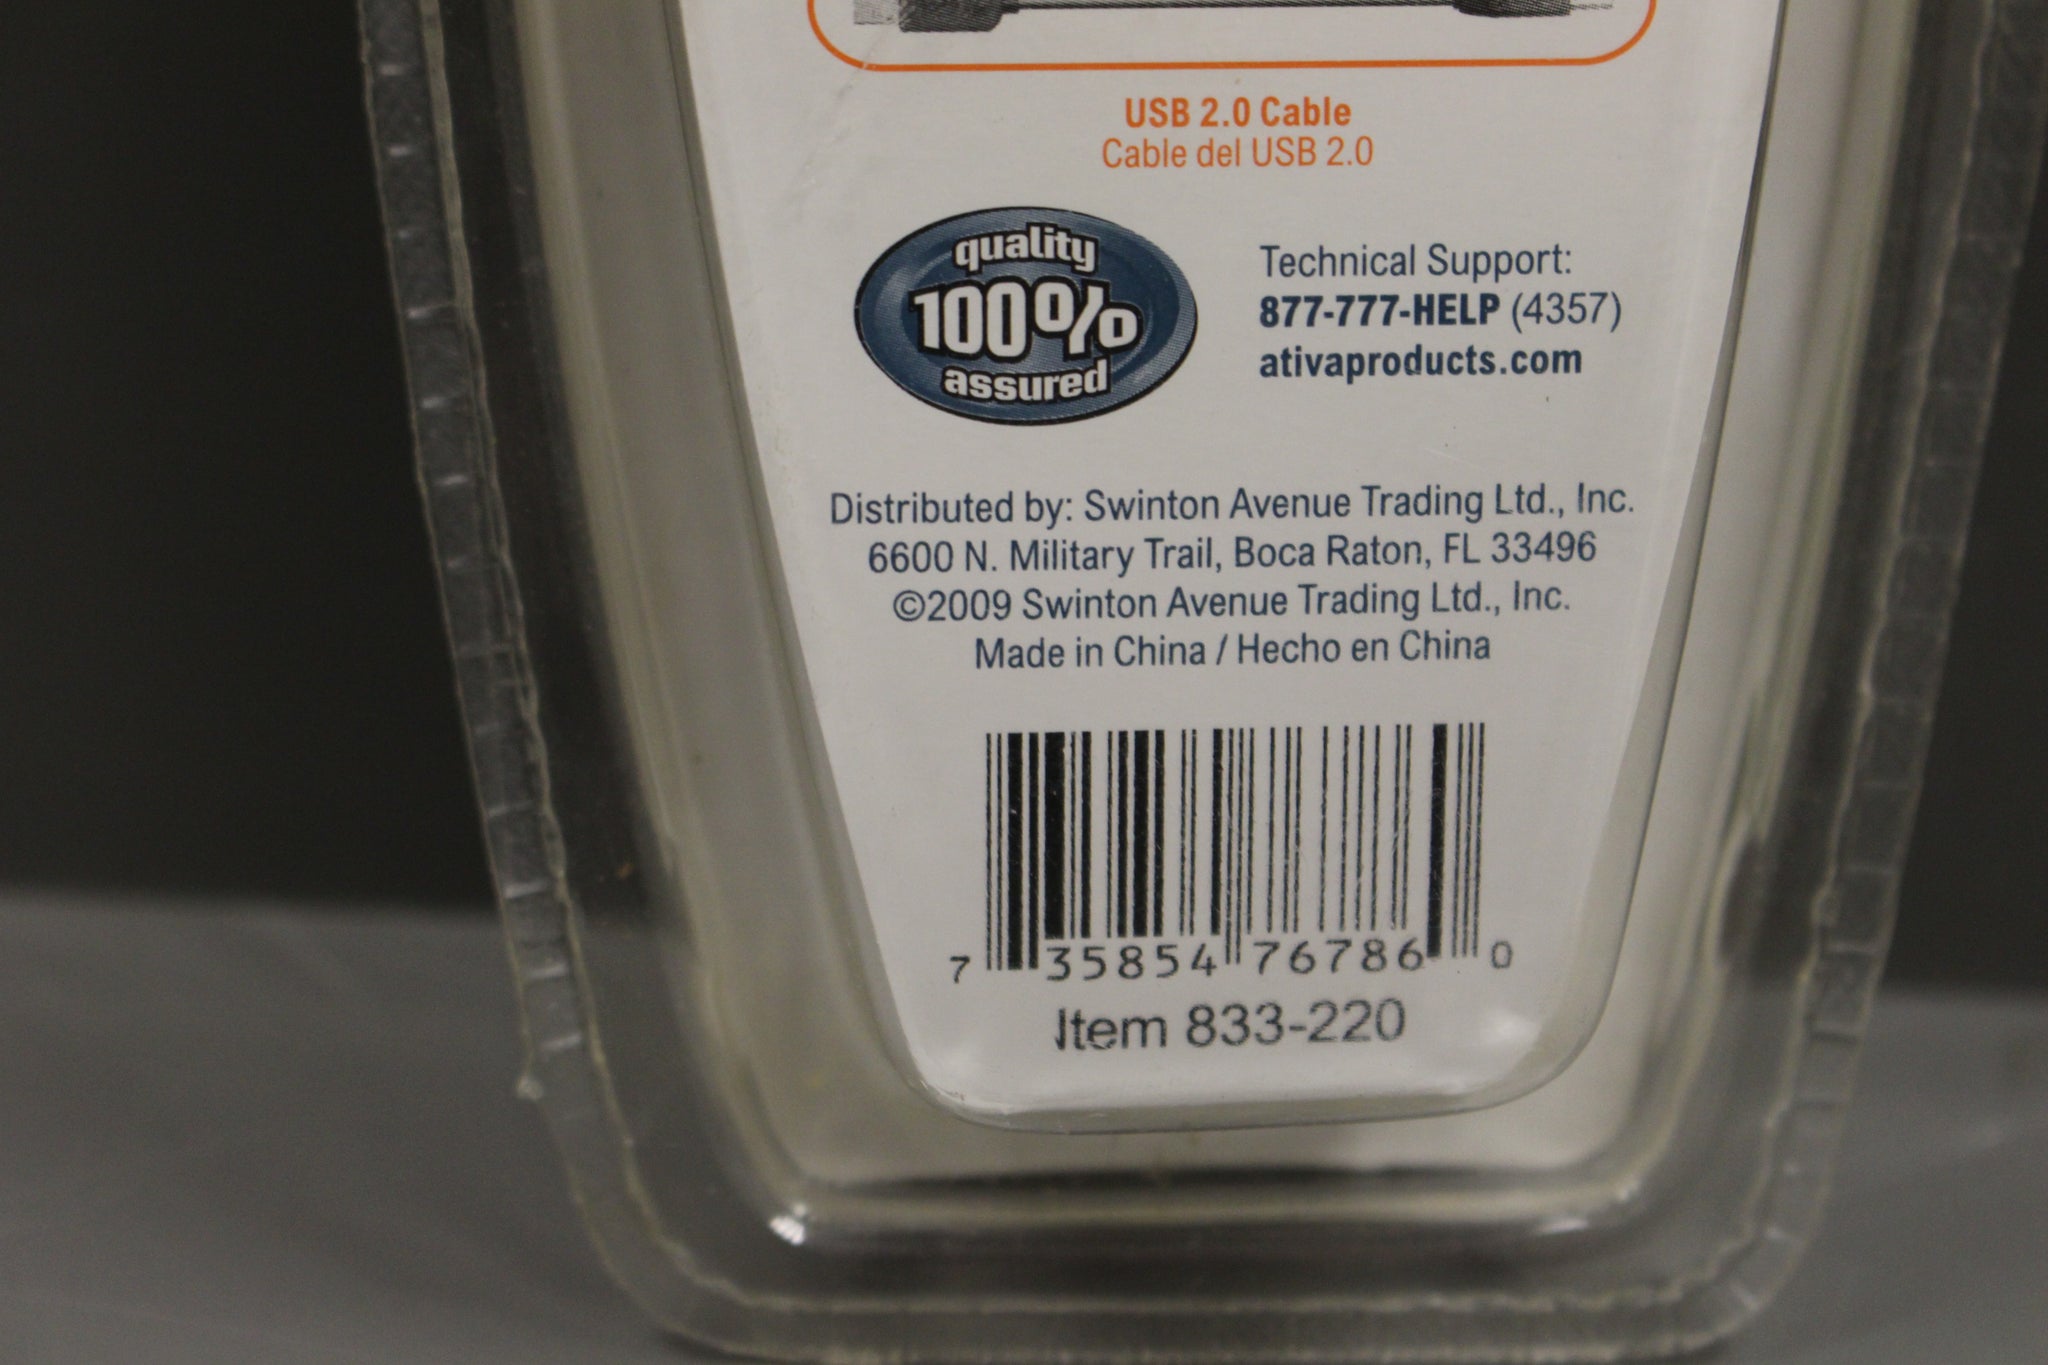 USB 2.0 Cable
Cable del USB 2.0
quality
100%
assured
Technical Support:
877-777-HELP (4357)
ativaproducts.com
Distributed by: Swinton Avenue Trading Ltd., Inc.
6600 N. Military Trail, Boca Raton, FL 33496
©2009 Swinton Avenue Trading Ltd., Inc.
Made in China / Hecho en China
7 35854 76786 0
Item 833-220